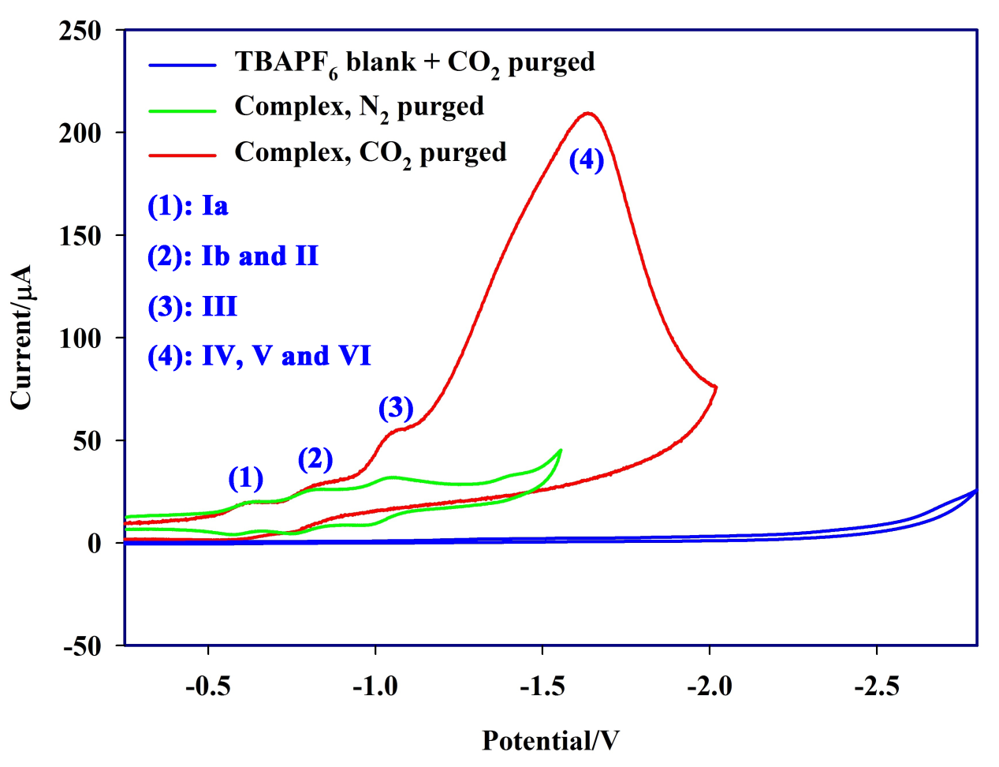 250
200
150
100
50
0
-50
Current/μA
TBAPF6 blank + CO2 purged
Complex, N2 purged
Complex, CO2 purged
(1): Ia
(2): Ib and II
(3): III
(4): IV, V and VI
(1)
(2)
(3)
(4)
-0.5
-1.0
-1.5
-2.0
-2.5
Potential/V